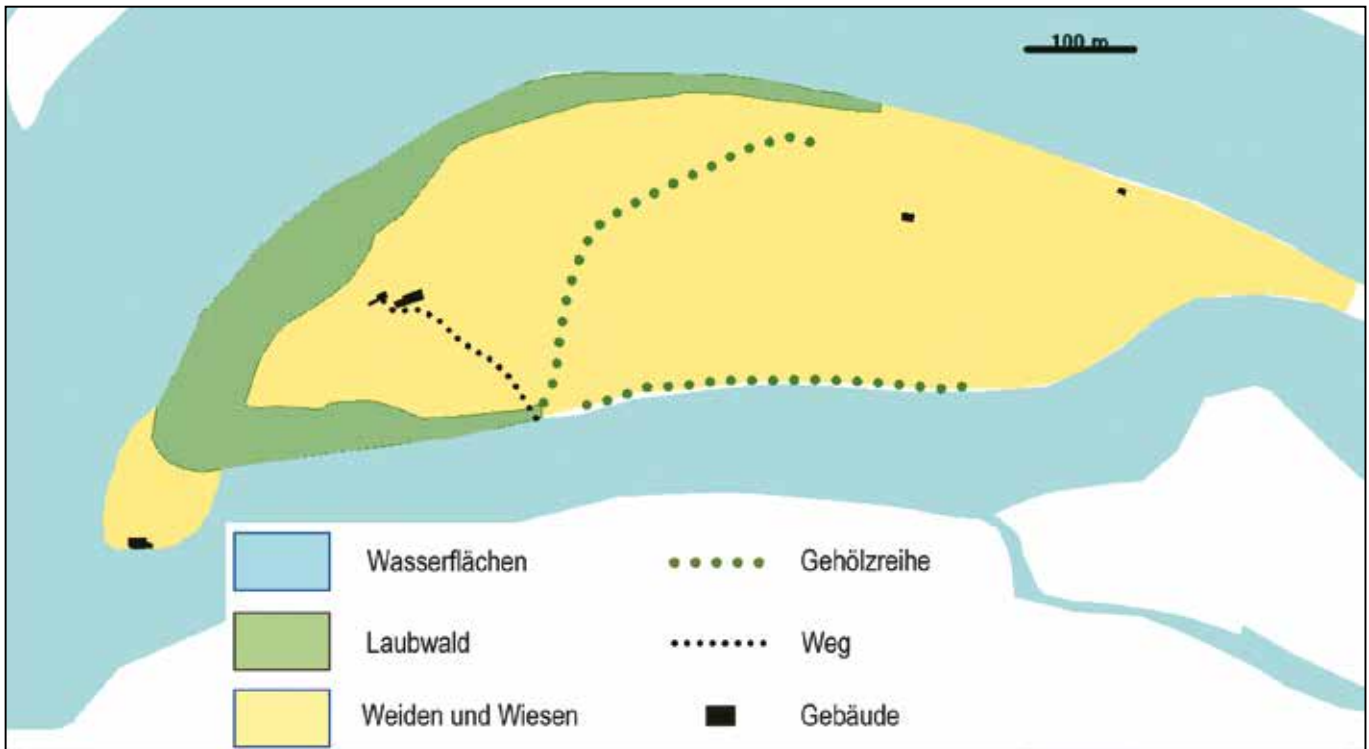 100 m
Wasserflächen
Gehölzreihe
Laubwald
Weg
Weiden und Wiesen
Gebäude